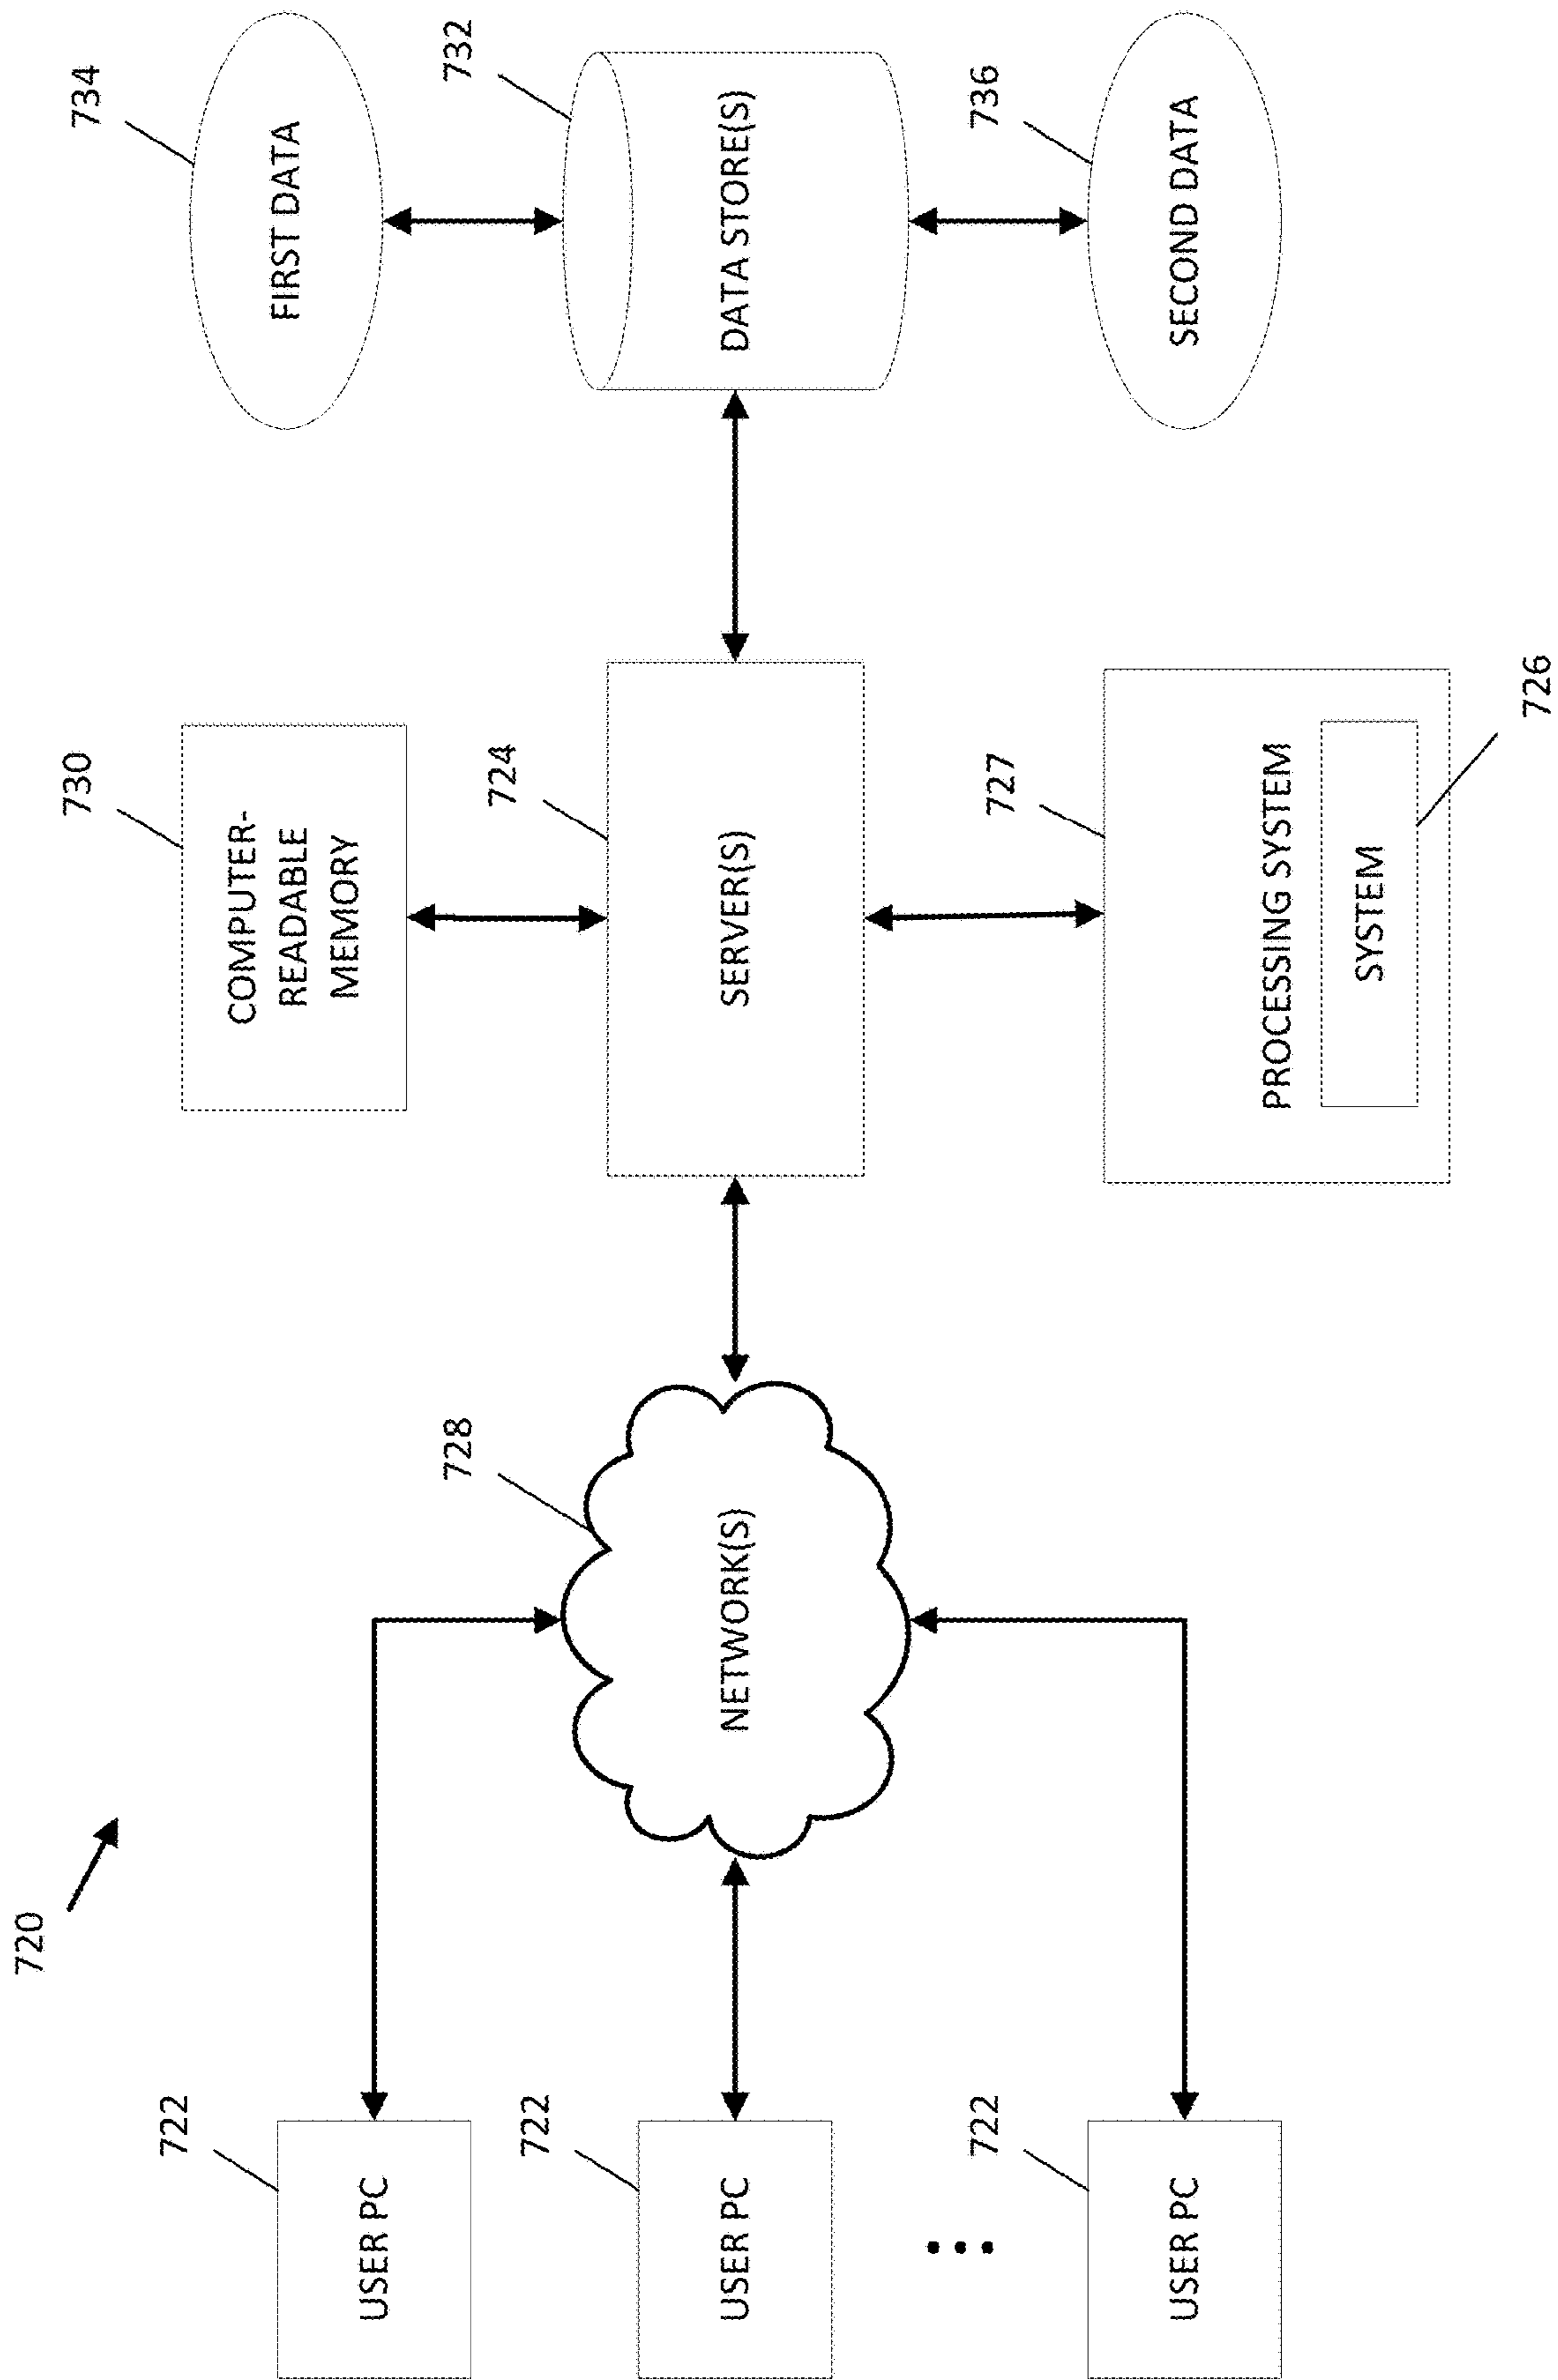 720
722
USER PC
722
USER PC
722
USER PC
728
NETWORK(S)
730
COMPUTER-
READABLE
MEMORY
724
SERVER(S)
727
PROCESSING SYSTEM
SYSTEM
726
734
FIRST DATA
732
DATA STORE(S)
736
SECOND DATA